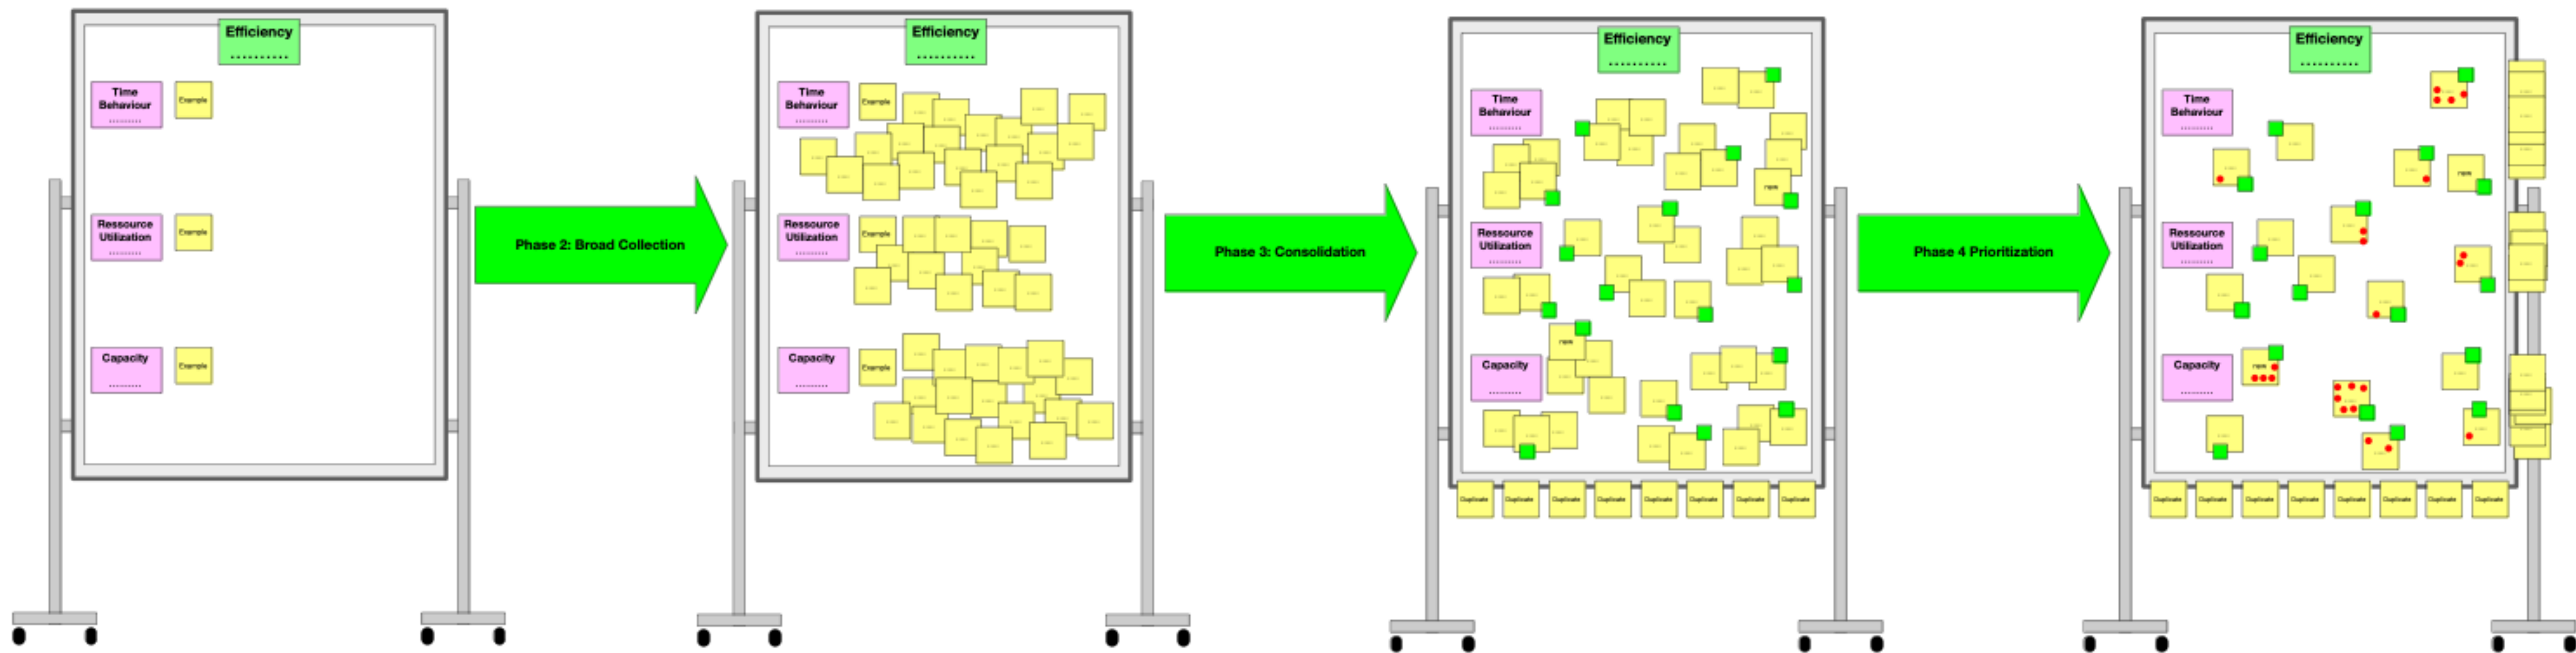 Efficiency
..........
Time
Behaviour
.........
Example
Ressource
Utilization
.........
Example
Capacity
.........
Example
Phase 2: Broad Collection
Efficiency
..........
Time
Behaviour
.........
Example
Ressource
Utilization
.........
Example
Capacity
.........
Example
Phase 3: Consolidation
Efficiency
..........
Time
Behaviour
.........
new
Ressource
Utilization
.........
new
Capacity
.........
Duplicate Duplicate Duplicate Duplicate Duplicate Duplicate Duplicate Duplicate
Phase 4 Prioritization
Efficiency
..........
Time
Behaviour
.........
new
Ressource
Utilization
.........
Capacity
.........
new
Duplicate Duplicate Duplicate Duplicate Duplicate Duplicate Duplicate Duplicate